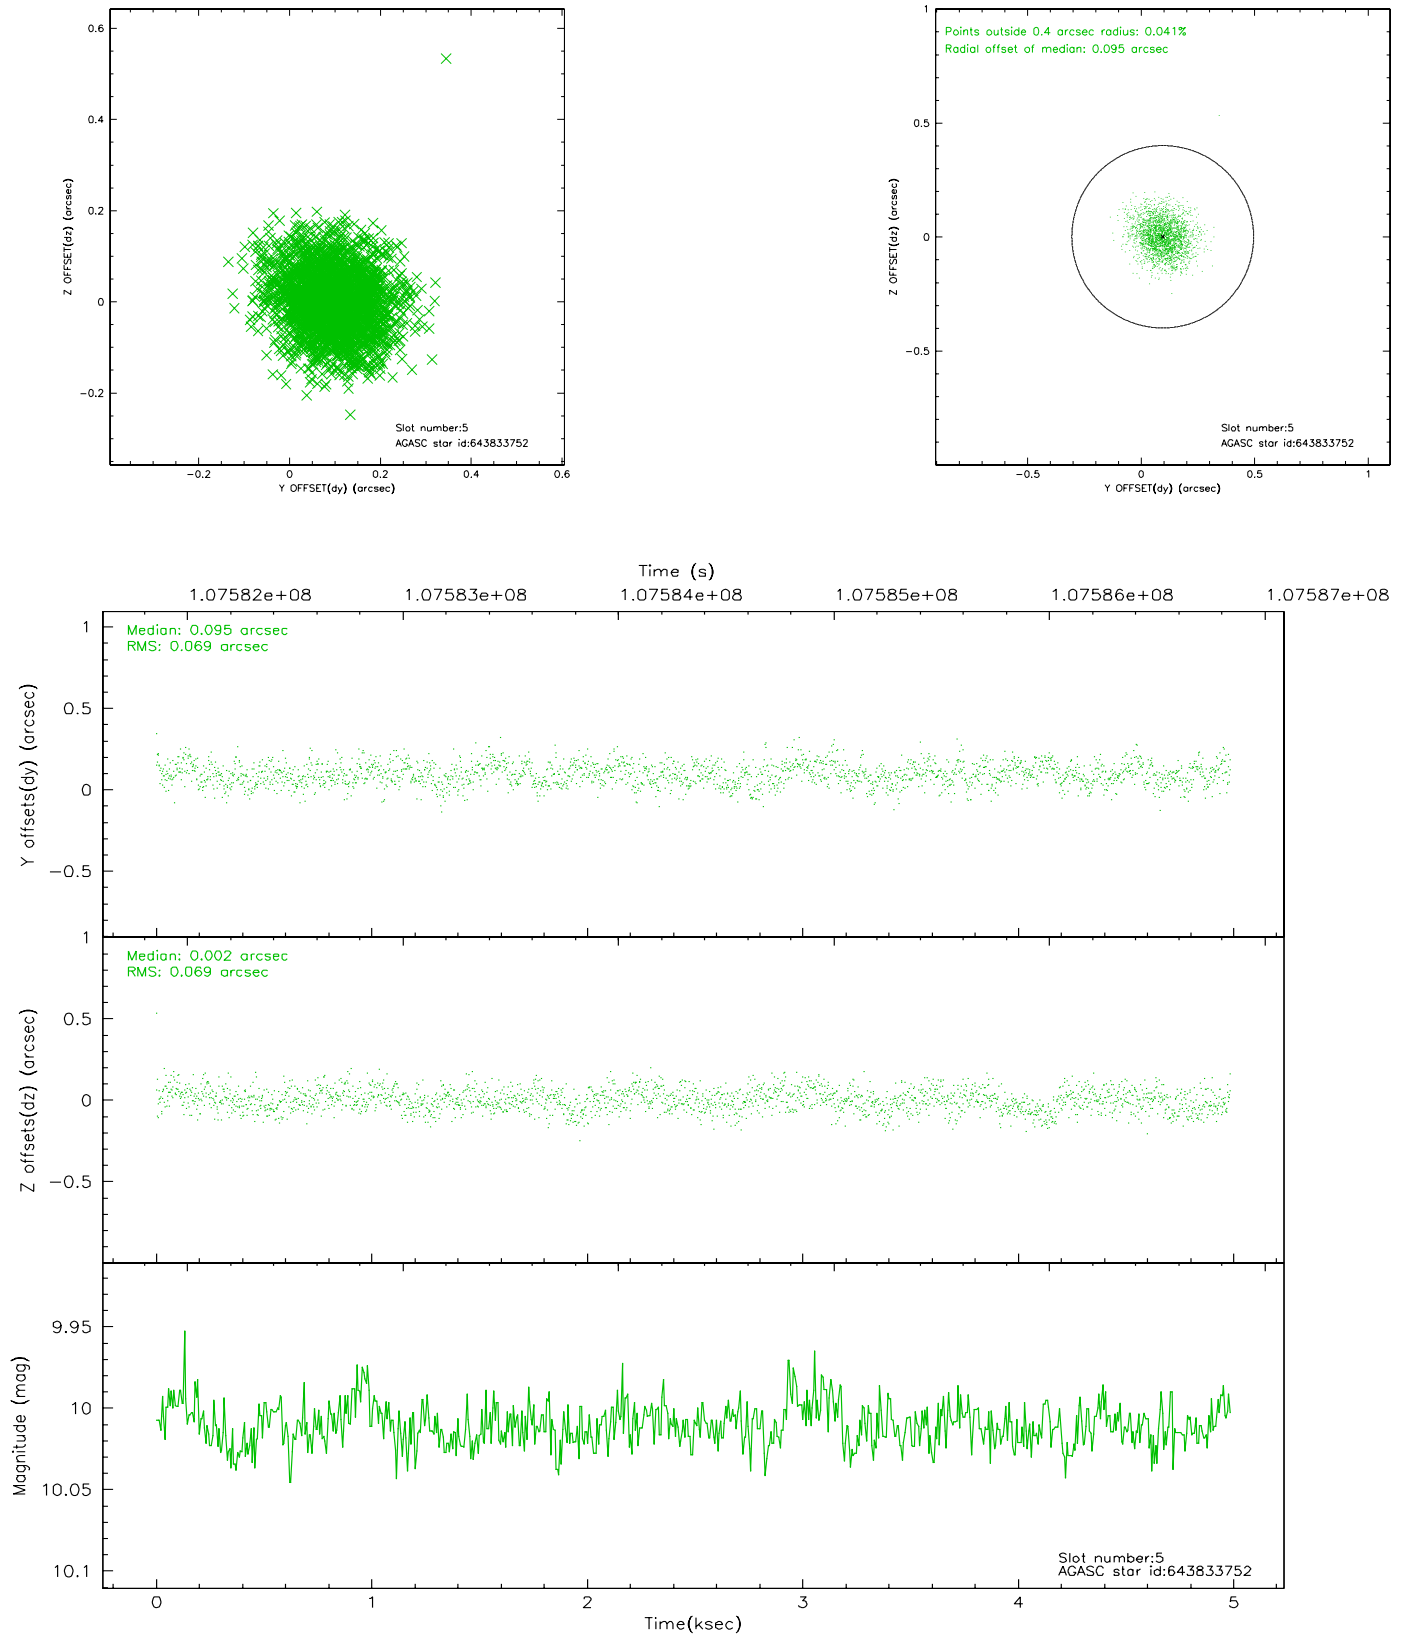 0.6
0.4
0.2
0
−0.2
Z OFFSET(dz) (arcsec)
Slot number:5
AGASC star id:643833752
−0.2 0 0.2 0.4 0.6
Y OFFSET(dy) (arcsec)
1
0.5
0
−0.5
Z OFFSET(dz) (arcsec)
Points outside 0.4 arcsec radius: 0.041%
Radial offset of median: 0.095 arcsec
Slot number:5
AGASC star id:643833752
−0.5 0 0.5 1
Y OFFSET(dy) (arcsec)
Time (s)
1.07582e+08 1.07583e+08 1.07584e+08 1.07585e+08 1.07586e+08 1.07587e+08
1
0.5
0
−0.5
Y offsets(dy) (arcsec)
Median: 0.095 arcsec
RMS: 0.069 arcsec
1
0.5
0
−0.5
Z offsets(dz) (arcsec)
Median: 0.002 arcsec
RMS: 0.069 arcsec
9.95
10
10.05
10.1
Magnitude (mag)
Slot number:5
AGASC star id:643833752
0 1 2 3 4 5
Time(ksec)